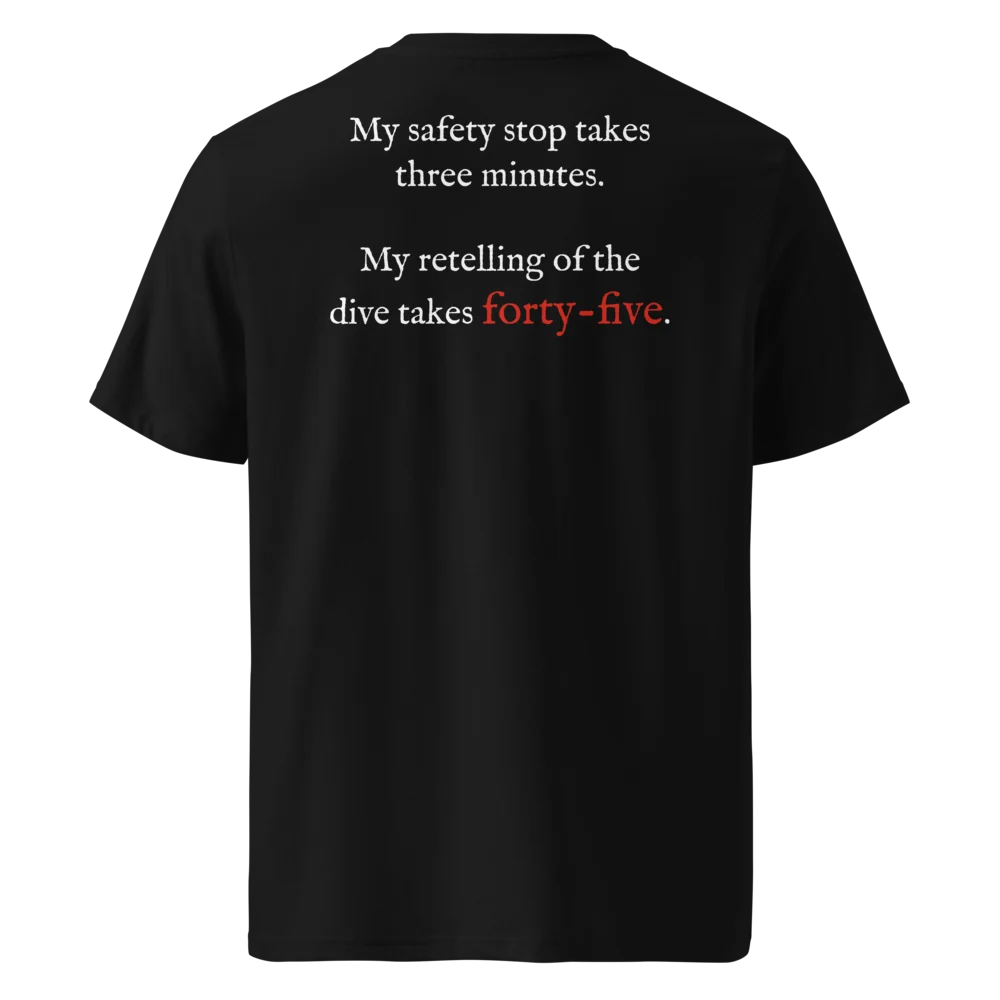 My safety stop takes
three minutes.
My retelling of the
dive takes forty-five.